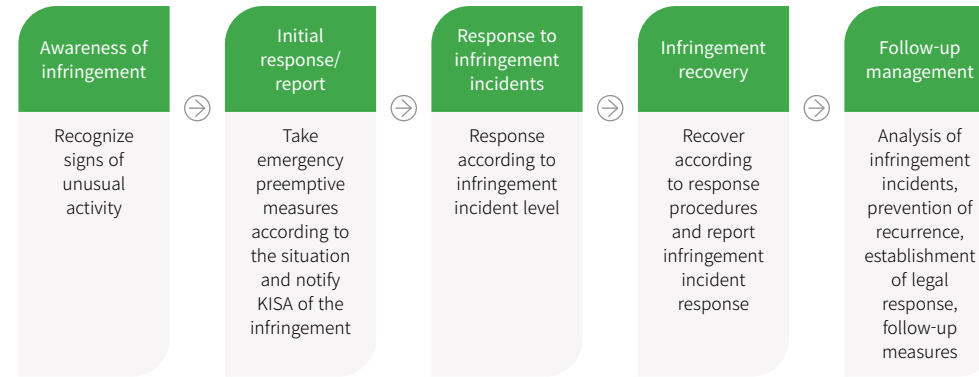 Awareness of
infringement
Recognize
signs of
unusual
activity
Initial
response/
report
Take
emergency
preemptive
measures
according to
the situation
and notify
KISA of the
infringement
Response to
infringement
incidents
Response
according to
infringement
incident level
Infringement
recovery
Recover
according
to response
procedures
and report
infringement
incident
response
Follow-up
management
Analysis of
infringement
incidents,
prevention of
recurrence,
establishment
of legal
response,
follow-up
measures